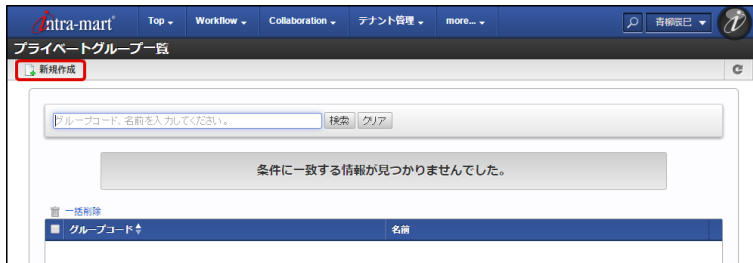 intra-mart Top Workflow Collaboration テナント管理 more... 青柳辰巳
プライベートグループ一覧
新規作成
グループコード、名前を入力してください。 検索 クリア
条件に一致する情報が見つかりませんでした。
一括削除
グループコード 名前